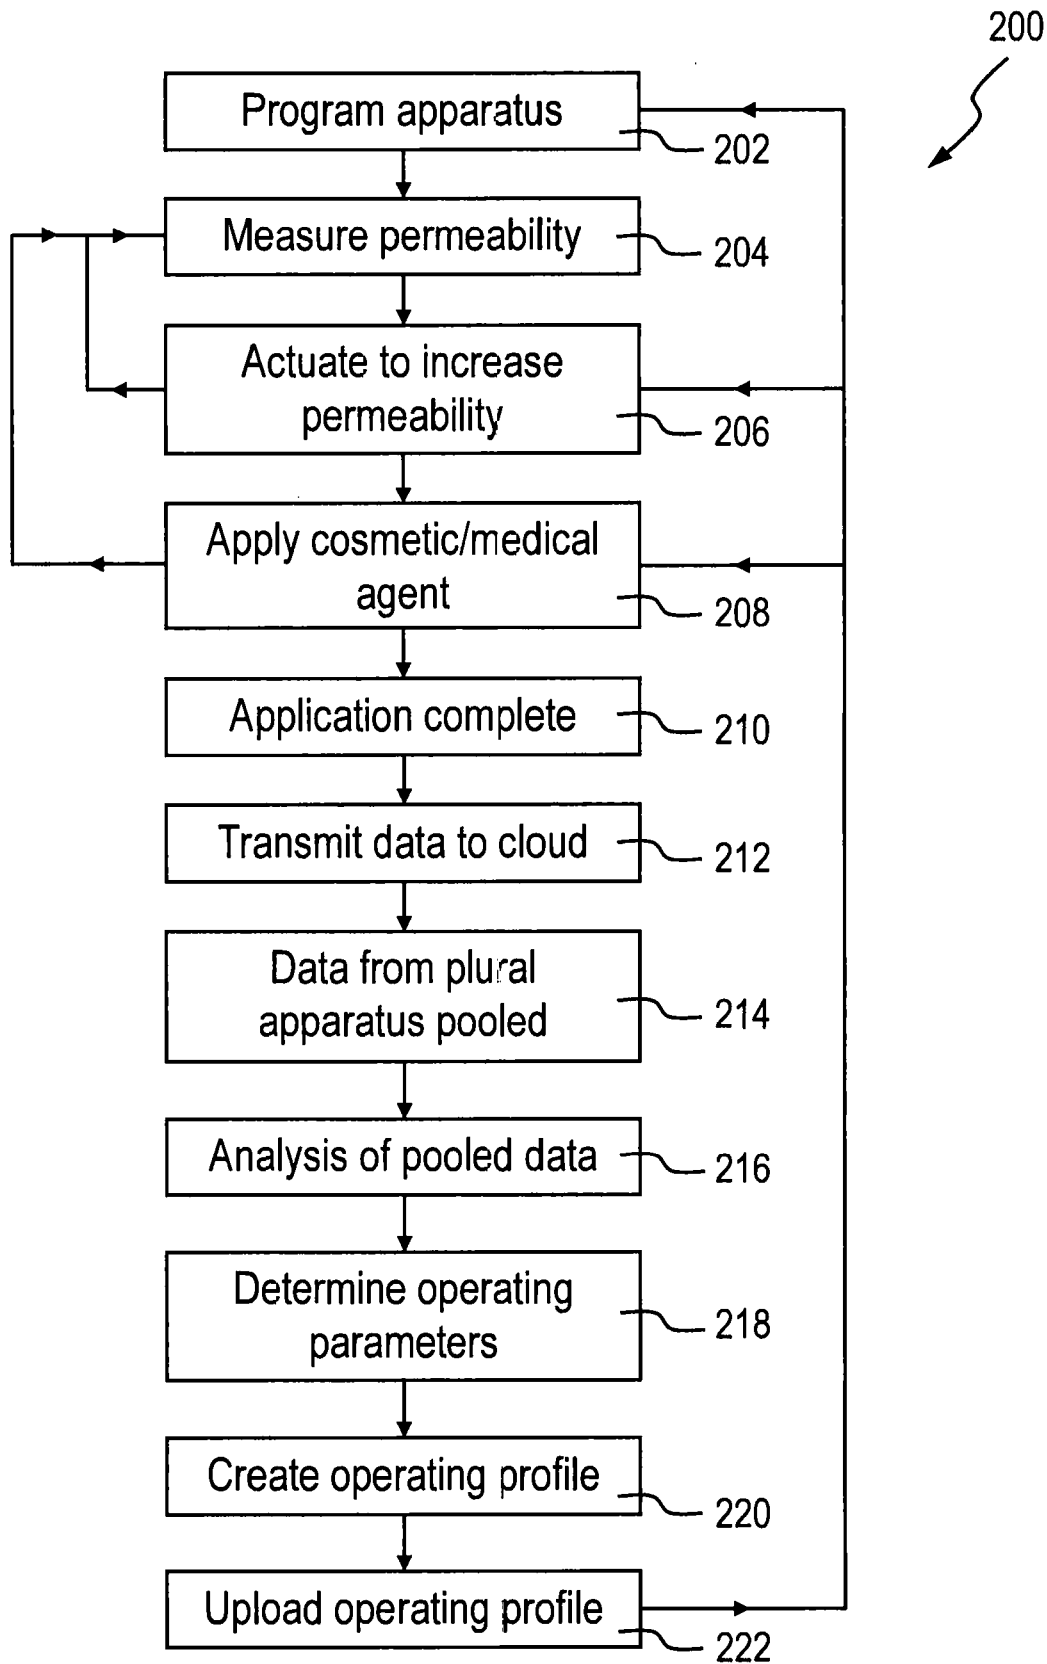 200
Program apparatus
202
Measure permeability
204
Actuate to increase
permeability
206
Apply cosmetic/medical
agent
208
Application complete
210
Transmit data to cloud
212
Data from plural
apparatus pooled
214
Analysis of pooled data
216
Determine operating
parameters
218
Create operating profile
220
Upload operating profile
222